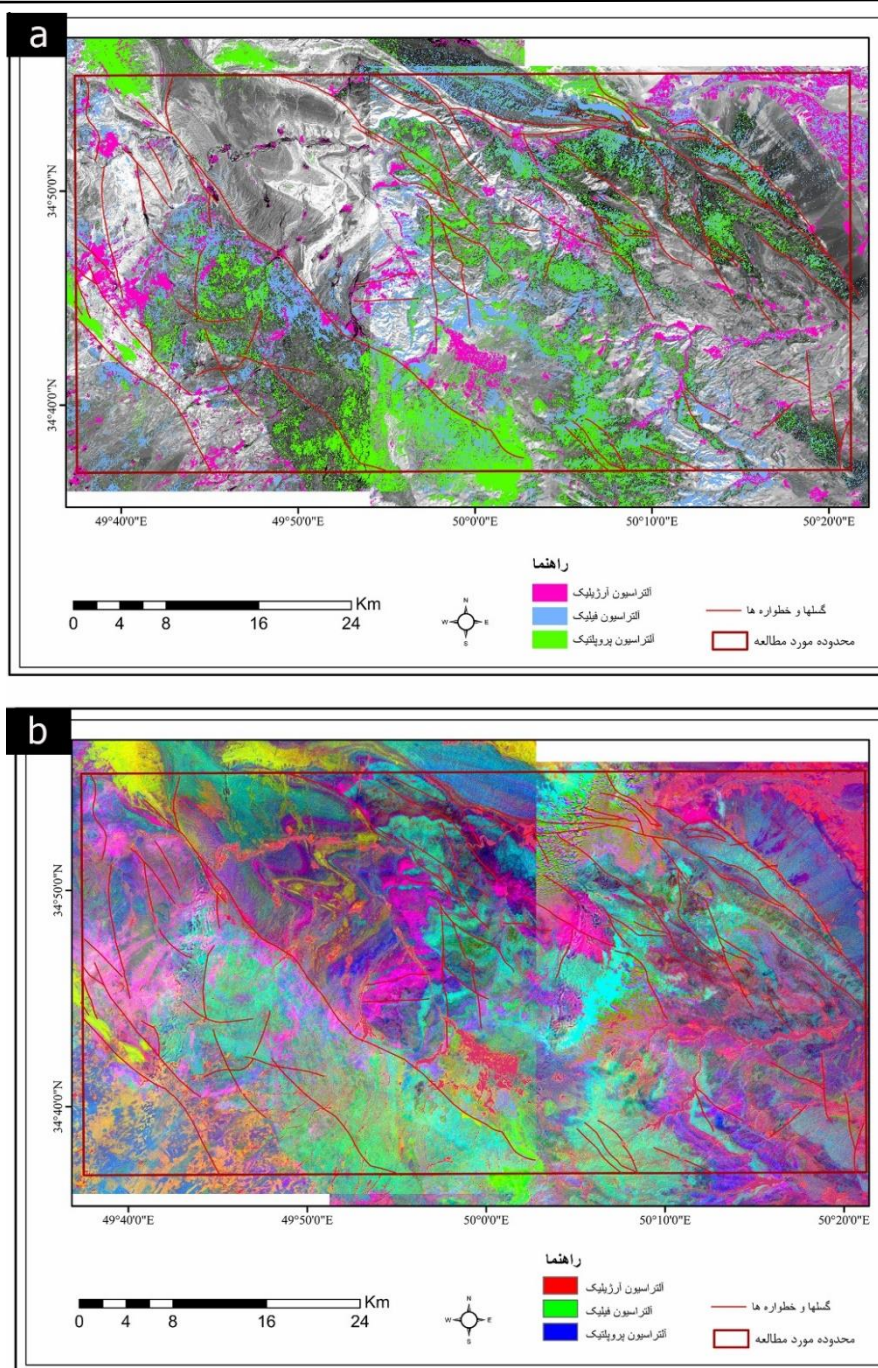 a
34°50'0"N
34°40'0"N
49°40'0"E
49°50'0"E
50°0'0"E
50°10'0"E
50°20'0"E
راهنما
آلتراسیون آرژیلیک
آلتراسیون فیلیک
آلتراسیون پروپلتیک
گسلها و خطواره ها
محدوده مورد مطالعه
Km
0 4 8 16 24
N
W E
S
b
34°50'0"N
34°40'0"N
49°40'0"E
49°50'0"E
50°0'0"E
50°10'0"E
50°20'0"E
راهنما
آلتراسیون آرژیلیک
آلتراسیون فیلیک
آلتراسیون پروپلتیک
گسلها و خطواره ها
محدوده مورد مطالعه
Km
0 4 8 16 24
N
W E
S